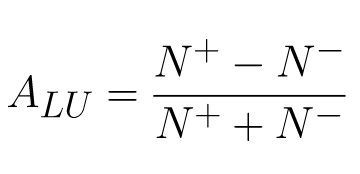 $A_{LU} = \frac{N^+ - N^-}{N^+ + N^-}$